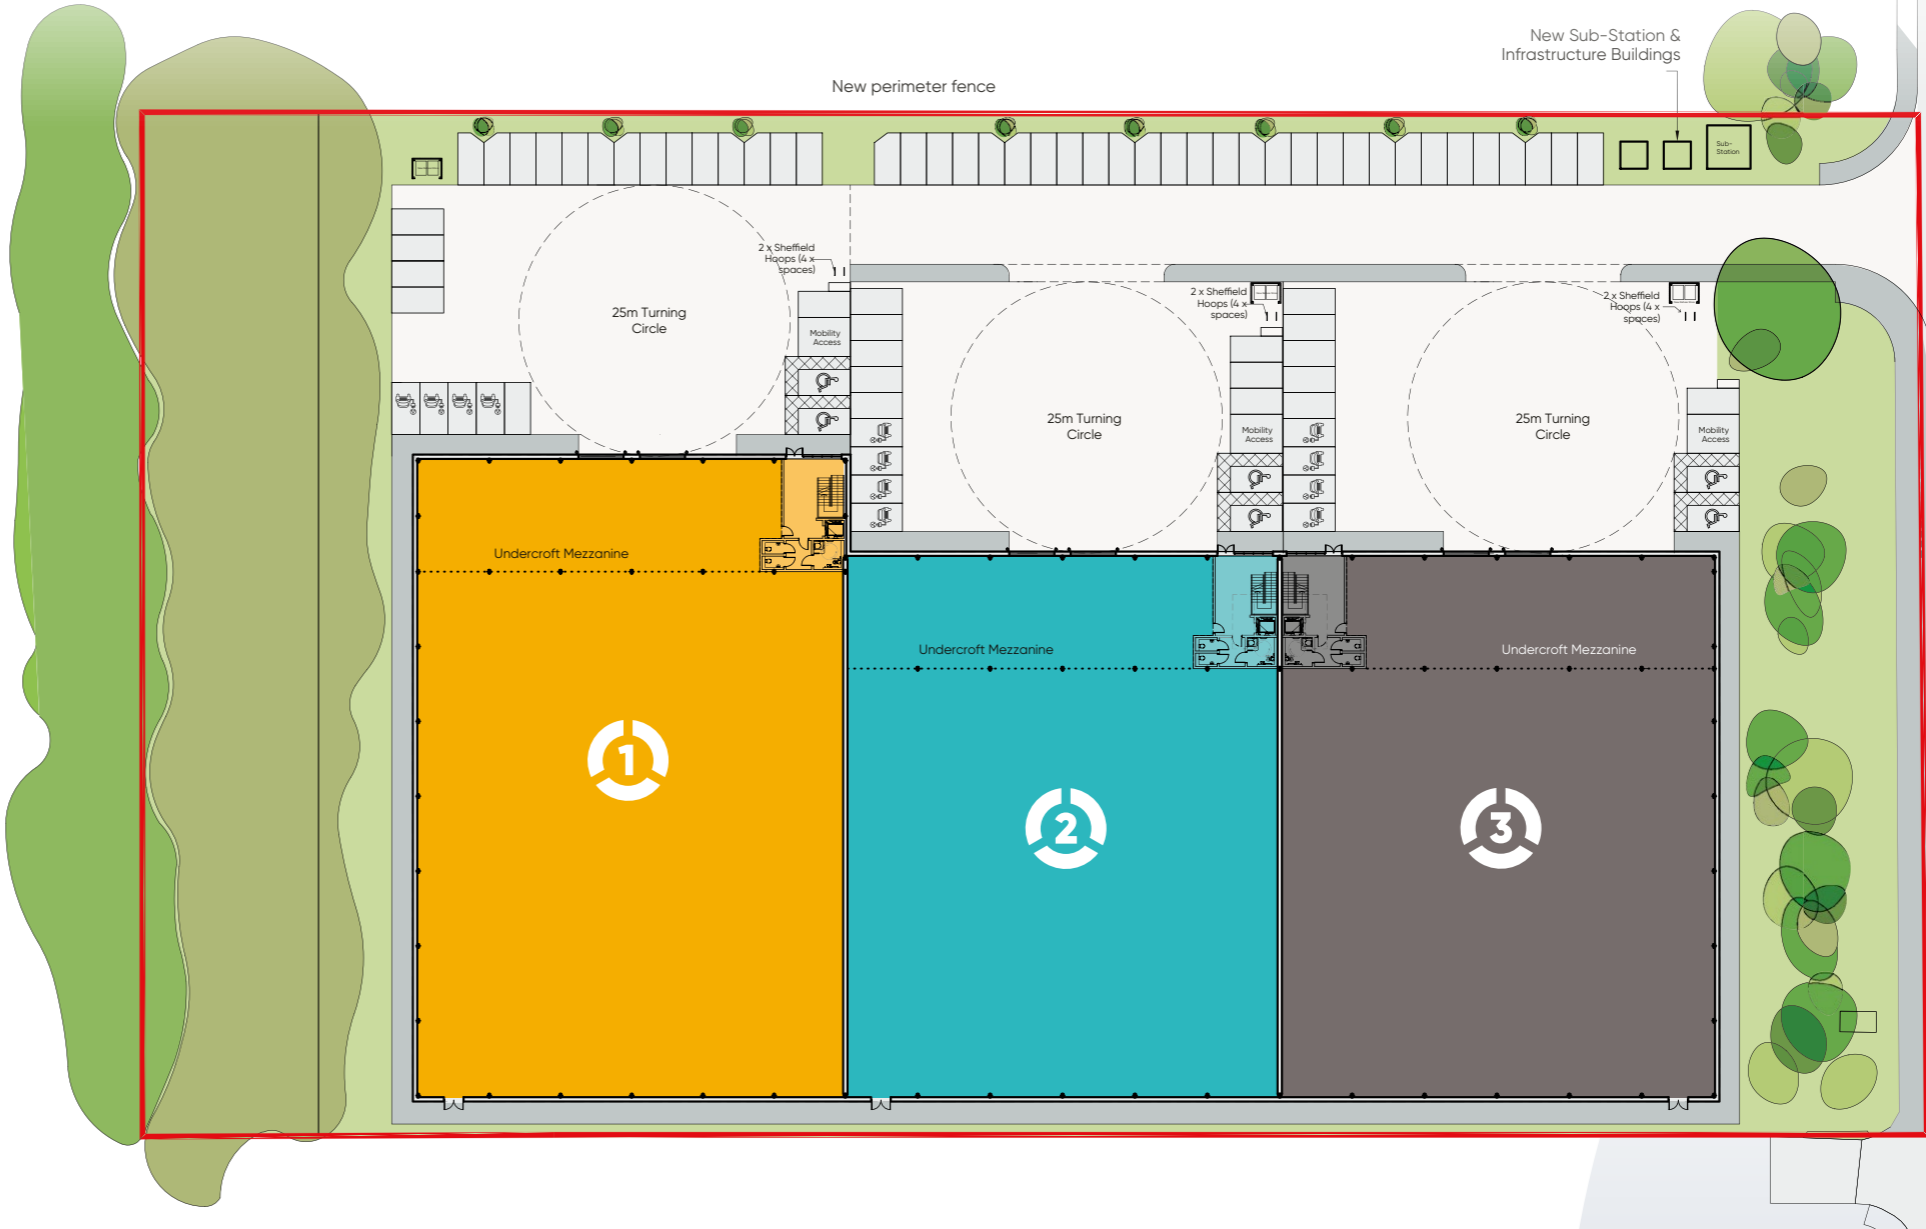 New Sub-Station &
Infrastructure Buildings
New perimeter fence
Sub-
Station
2 x Sheffield
Hoops (4 x
spaces)
25m Turning
Circle
Mobility
Access
2 x Sheffield
Hoops (4 x
spaces)
25m Turning
Circle
Mobility
Access
2 x Sheffield
Hoops (4 x
spaces)
25m Turning
Circle
Mobility
Access
Undercroft Mezzanine
Undercroft Mezzanine
Undercroft Mezzanine
1
2
3